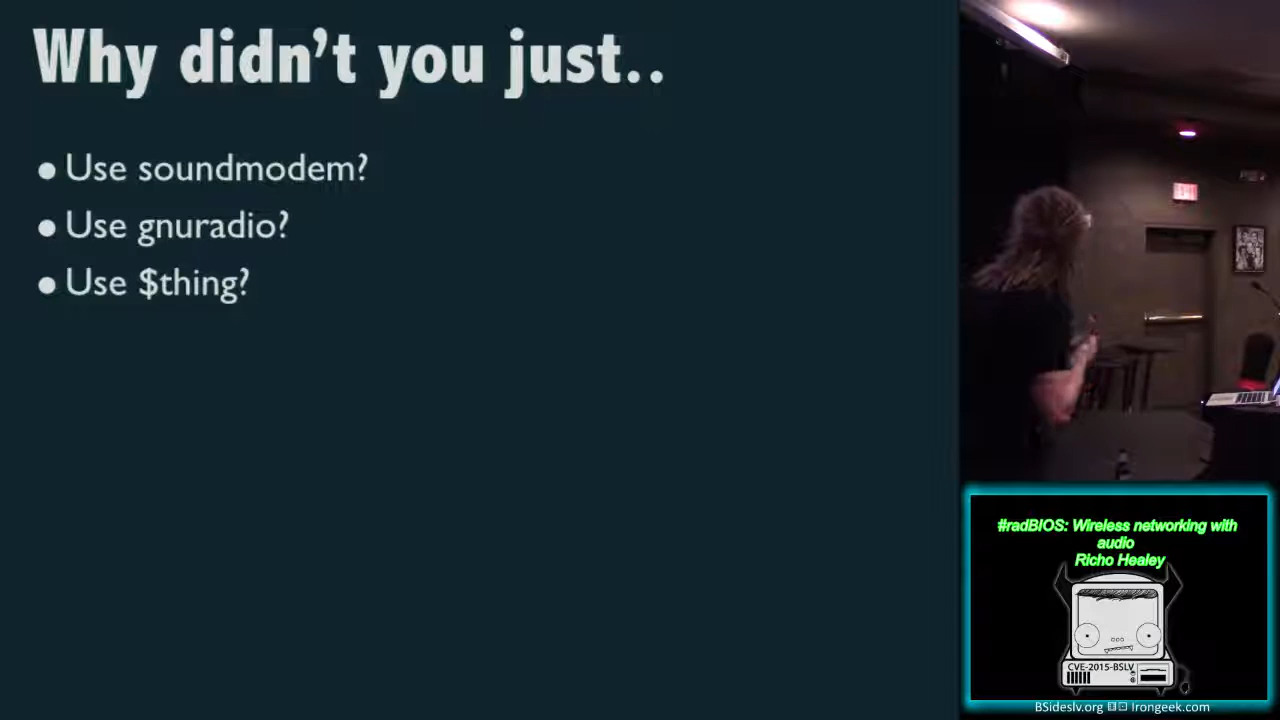 Why didn't you just..
• Use soundmodem?
• Use gnuradio?
• Use $thing?
#radBIOS: Wireless networking with
audio
Richo Healey
CVE-2015-BSLV
BSideslv.org Irongeek.com